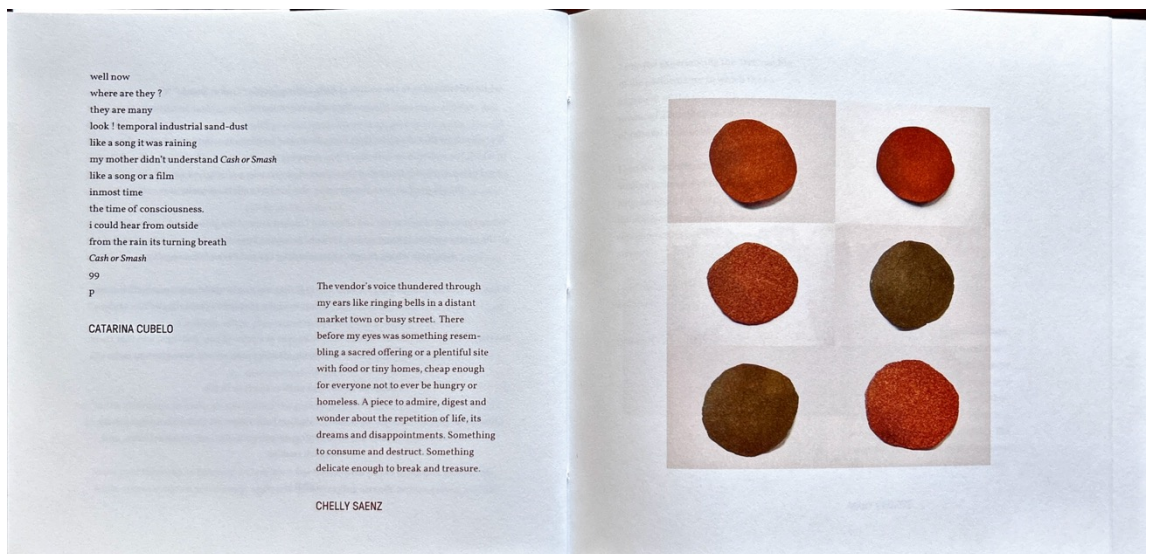 well now
where are they ?
they are many
look ! temporal industrial sand-dust
like a song it was raining
my mother didn't understand Cash or Smash
like a song or a film
inmost time
the time of consciousness.
i could hear from outside
from the rain its turning breath
Cash or Smash
99
P
CATARINA CUBELO
The vendor's voice thundered through
my ears like ringing bells in a distant
market town or busy street.  There
before my eyes was something resem-
bling a sacred offering or a plentiful site
with food or tiny homes, cheap enough
for everyone not to ever be hungry or
homeless. A piece to admire, digest and
wonder about the repetition of life, its
dreams and disappointments. Something
to consume and destruct. Something
delicate enough to break and treasure.
CHELLY SAENZ